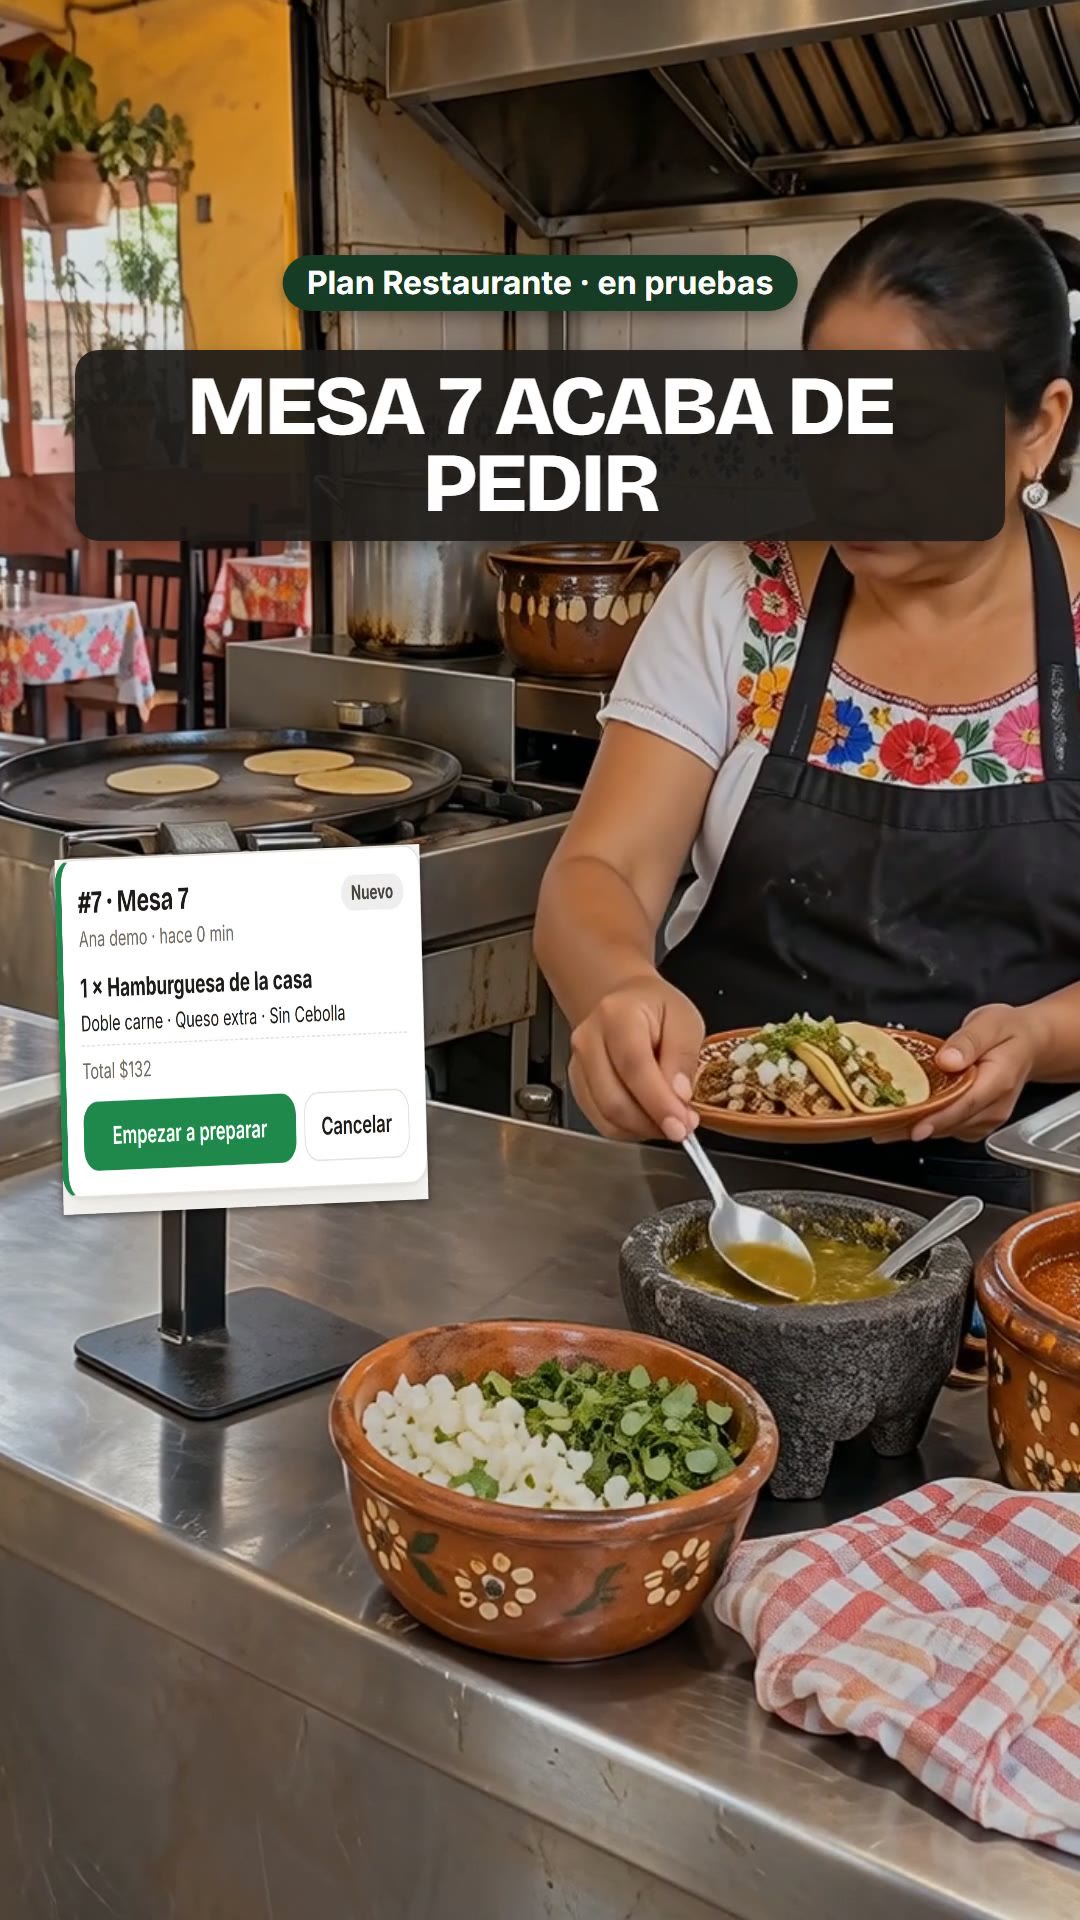 Plan Restaurante · en pruebas
MESA 7 ACABA DE
PEDIR
#7 · Mesa 7
Nuevo
Ana demo · hace 0 min
1 × Hamburguesa de la casa
Doble carne · Queso extra · Sin Cebolla
Total $132
Empezar a preparar
Cancelar